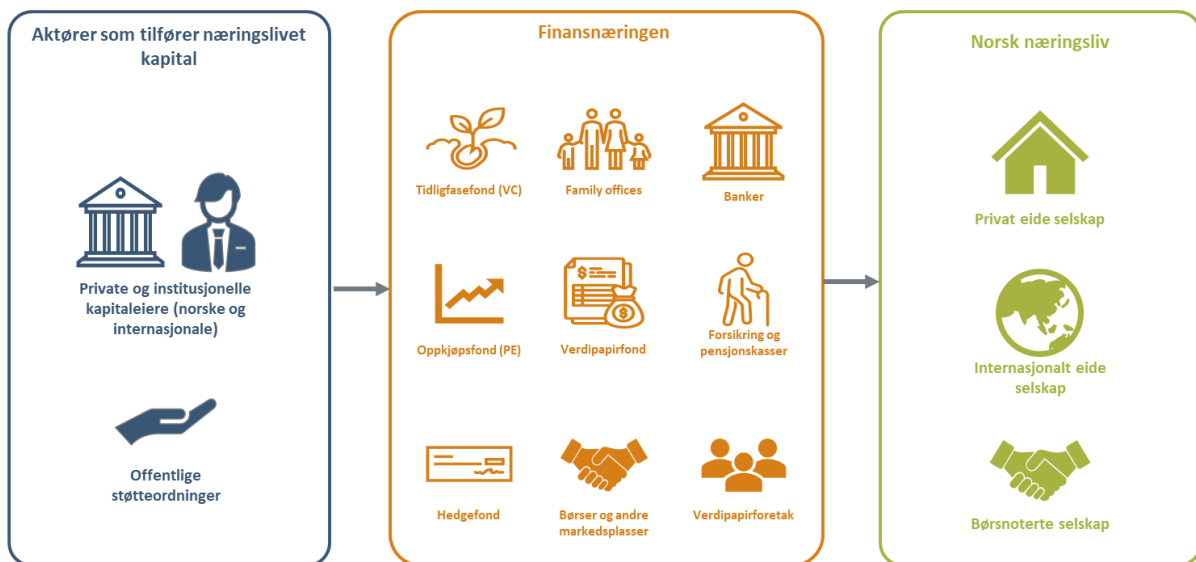 Aktører som tilfører næringslivet
kapital
Private og institusjonelle
kapitaleiere (norske og
internasjonale)
Offentlige
støtteordninger
Finansnæringen
Tidligfasefond (VC)
Family offices
Banker
Oppkjøpsfond (PE)
Verdipapirfond
Forsikring og
pensjonskasser
Hedgefond
Børser og andre
markedsplasser
Verdipapirforetak
Norsk næringsliv
Privat eide selskap
Internasjonalt eide
selskap
Børsnoterte selskap